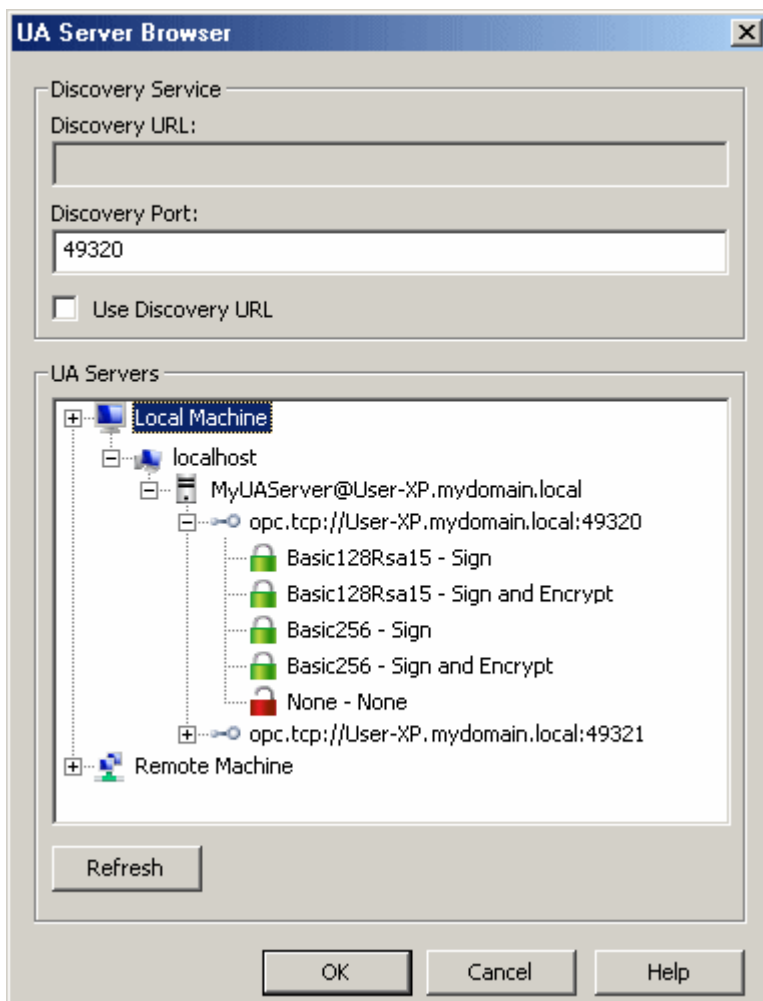 UA Server Browser
Discovery Service
Discovery URL:
Discovery Port:
49320
Use Discovery URL
UA Servers
Local Machine
localhost
MyUAServer@User-XP.mydomain.local
opc.tcp://User-XP.mydomain.local:49320
Basic128Rsa15 - Sign
Basic128Rsa15 - Sign and Encrypt
Basic256 - Sign
Basic256 - Sign and Encrypt
None - None
opc.tcp://User-XP.mydomain.local:49321
Remote Machine
Refresh
OK Cancel Help